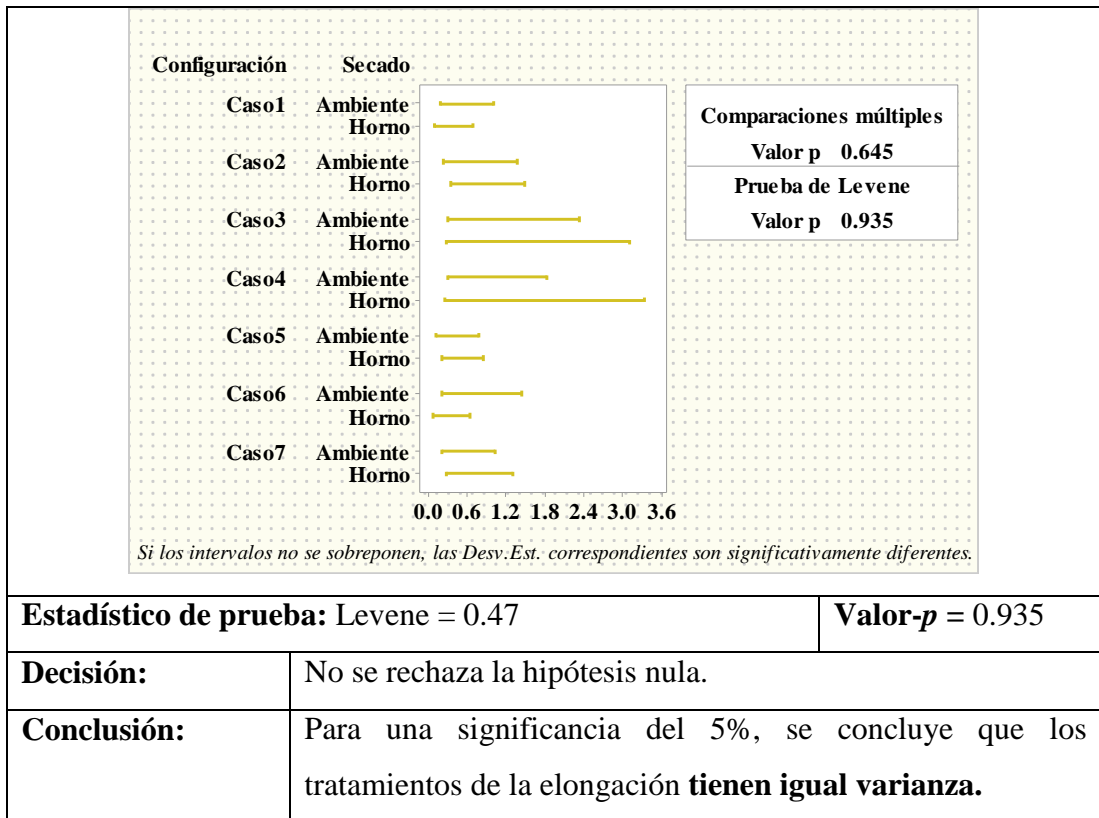 Configuración Secado
Caso1 Ambiente
Horno
Caso2 Ambiente
Horno
Caso3 Ambiente
Horno
Caso4 Ambiente
Horno
Caso5 Ambiente
Horno
Caso6 Ambiente
Horno
Caso7 Ambiente
Horno
0.0 0.6 1.2 1.8 2.4 3.0 3.6
Comparaciones múltiples
Valor p 0.645
Prueba de Levene
Valor p 0.935
Si los intervalos no se sobreponen, las Desv.Est. correspondientes son significativamente diferentes.
Estadístico de prueba: Levene = 0.47 Valor-p = 0.935
Decisión: No se rechaza la hipótesis nula.
Conclusión: Para una significancia del 5%, se concluye que los
tratamientos de la elongación tienen igual varianza.